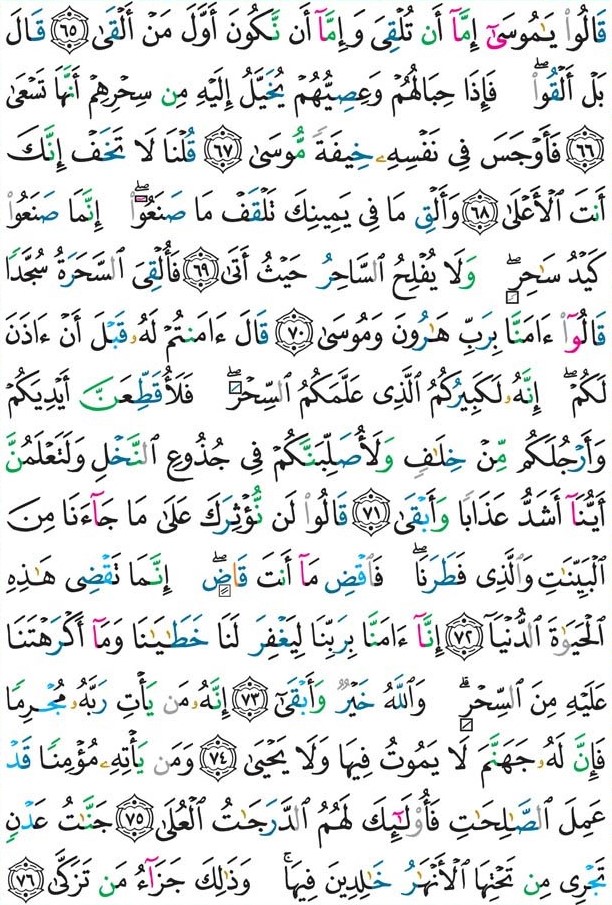 قَالُوا۟ يَـٰمُوسَىٰٓ إِمَّآ أَن تُلْقِىَ وَإِمَّآ أَن نَّكُونَ أَوَّلَ مَنْ أَلْقَىٰ ﴿٦٥﴾ قَالَ
بَلْ أَلْقُوا۟ ۖ فَإِذَا حِبَالُهُمْ وَعِصِيُّهُمْ يُخَيَّلُ إِلَيْهِ مِن سِحْرِهِمْ أَنَّهَا تَسْعَىٰ
﴿٦٦﴾ فَأَوْجَسَ فِى نَفْسِهِۦ خِيفَةً مُّوسَىٰ ﴿٦٧﴾ قُلْنَا لَا تَخَفْ إِنَّكَ
أَنتَ ٱلْأَعْلَىٰ ﴿٦٨﴾ وَأَلْقِ مَا فِى يَمِينِكَ تَلْقَفْ مَا صَنَعُوٓا۟ ۖ إِنَّمَا صَنَعُوا۟
كَيْدُ سَـٰحِرٍ ۖ وَلَا يُفْلِحُ ٱلسَّاحِرُ حَيْثُ أَتَىٰ ﴿٦٩﴾ فَأُلْقِىَ ٱلسَّحَرَةُ سُجَّدًا
قَالُوٓا۟ ءَامَنَّا بِرَبِّ هَـٰرُونَ وَمُوسَىٰ ﴿٧٠﴾ قَالَ ءَامَنتُمْ لَهُۥ قَبْلَ أَنْ ءَاذَنَ
لَكُمْ ۖ إِنَّهُۥ لَكَبِيرُكُمُ ٱلَّذِى عَلَّمَكُمُ ٱلسِّحْرَ ۖ فَلَأُقَطِّعَنَّ أَيْدِيَكُمْ
وَأَرْجُلَكُم مِّنْ خِلَـٰفٍ وَلَأُصَلِّبَنَّكُمْ فِى جُذُوعِ ٱلنَّخْلِ وَلَتَعْلَمُنَّ
أَيُّنَآ أَشَدُّ عَذَابًا وَأَبْقَىٰ ﴿٧١﴾ قَالُوا۟ لَن نُّؤْثِرَكَ عَلَىٰ مَا جَآءَنَا مِنَ
ٱلْبَيِّنَـٰتِ وَٱلَّذِى فَطَرَنَا ۖ فَٱقْضِ مَآ أَنتَ قَاضٍ ۖ إِنَّمَا تَقْضِى هَـٰذِهِ
ٱلْحَيَوٰةَ ٱلدُّنْيَآ ﴿٧٢﴾ إِنَّآ ءَامَنَّا بِرَبِّنَا لِيَغْفِرَ لَنَا خَطَـٰيَـٰنَا وَمَآ أَكْرَهْتَنَا
عَلَيْهِ مِنَ ٱلسِّحْرِ ۗ وَٱللَّهُ خَيْرٌ وَأَبْقَىٰٓ ﴿٧٣﴾ إِنَّهُۥ مَن يَأْتِ رَبَّهُۥ مُجْرِمًا
فَإِنَّ لَهُۥ جَهَنَّمَ لَا يَمُوتُ فِيهَا وَلَا يَحْيَىٰ ﴿٧٤﴾ وَمَن يَأْتِهِۦ مُؤْمِنًا قَدْ
عَمِلَ ٱلصَّـٰلِحَـٰتِ فَأُو۟لَـٰٓئِكَ لَهُمُ ٱلدَّرَجَـٰتُ ٱلْعُلَىٰ ﴿٧٥﴾ جَنَّـٰتُ عَدْنٍ
تَجْرِى مِن تَحْتِهَا ٱلْأَنْهَـٰرُ خَـٰلِدِينَ فِيهَا ۚ وَذَٰلِكَ جَزَآءُ مَن تَزَكَّىٰ ﴿٧٦﴾